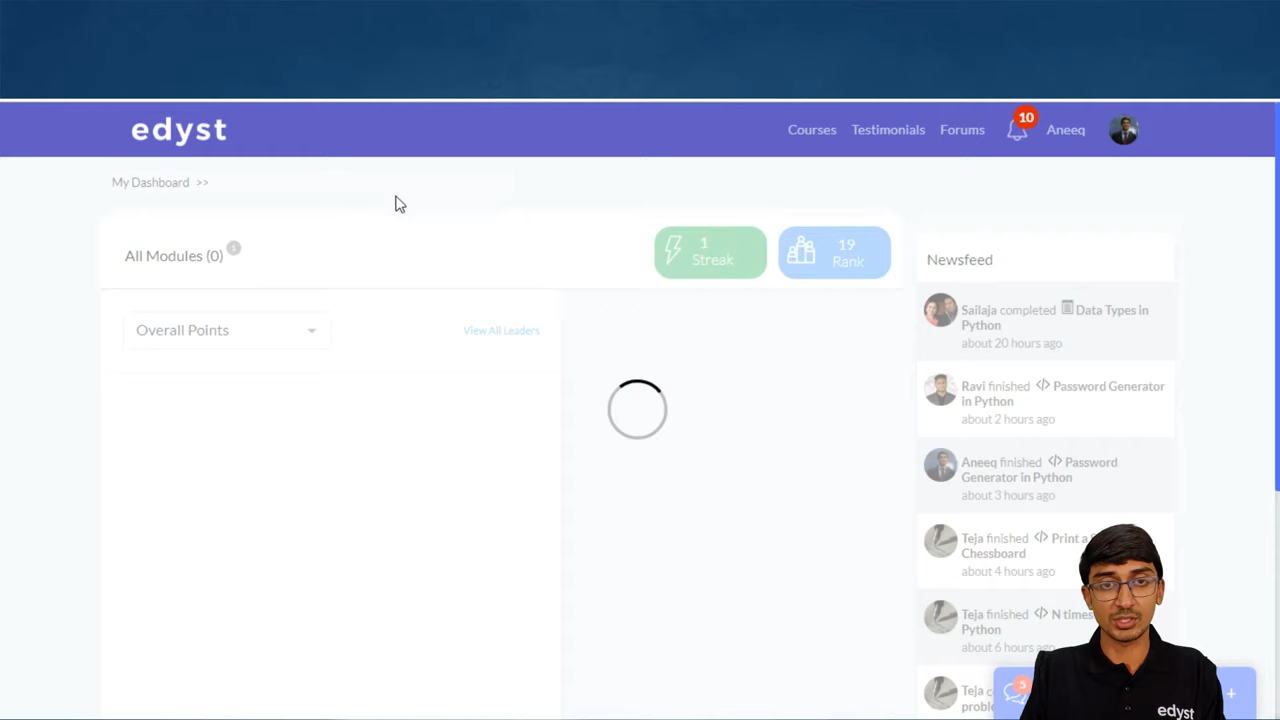 edyst
Courses Testimonials Forums 10 Aneeq
My Dashboard >>
All Modules (0) 1
1
Streak
19
Rank
Overall Points
View All Leaders
Newsfeed
Sailaja completed Data Types in
Python
about 20 hours ago
Ravi finished </> Password Generator
in Python
about 2 hours ago
Aneeq finished </> Password
Generator in Python
about 3 hours ago
Teja finished </> Print a
Chessboard
about 4 hours ago
Teja finished </> N times
Python
about 6 hours
Teja
5
+
edyst